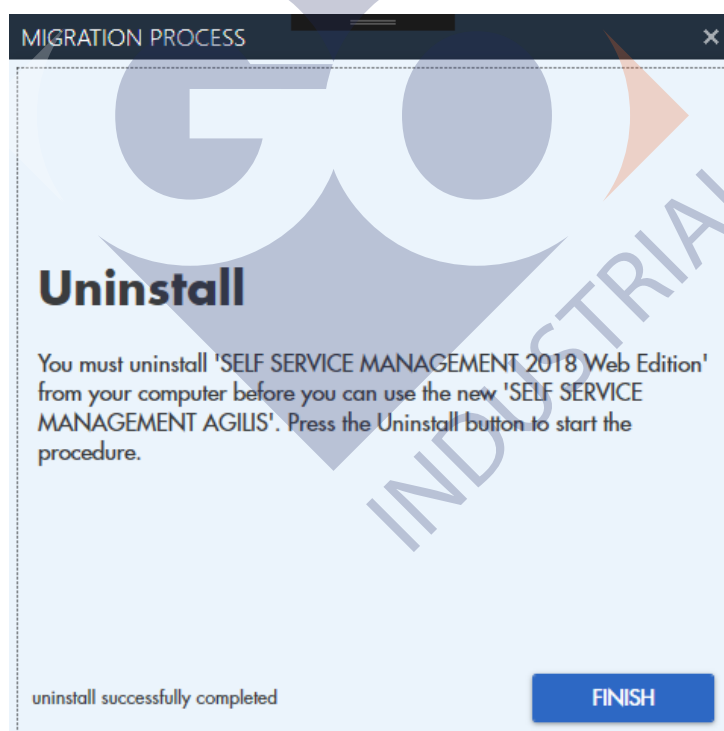 MIGRATION PROCESS
GO
INDUSTRIAL
Uninstall
You must uninstall 'SELF SERVICE MANAGEMENT 2018 Web Edition'
from your computer before you can use the new 'SELF SERVICE
MANAGEMENT AGILIS'. Press the Uninstall button to start the
procedure.
uninstall successfully completed
FINISH